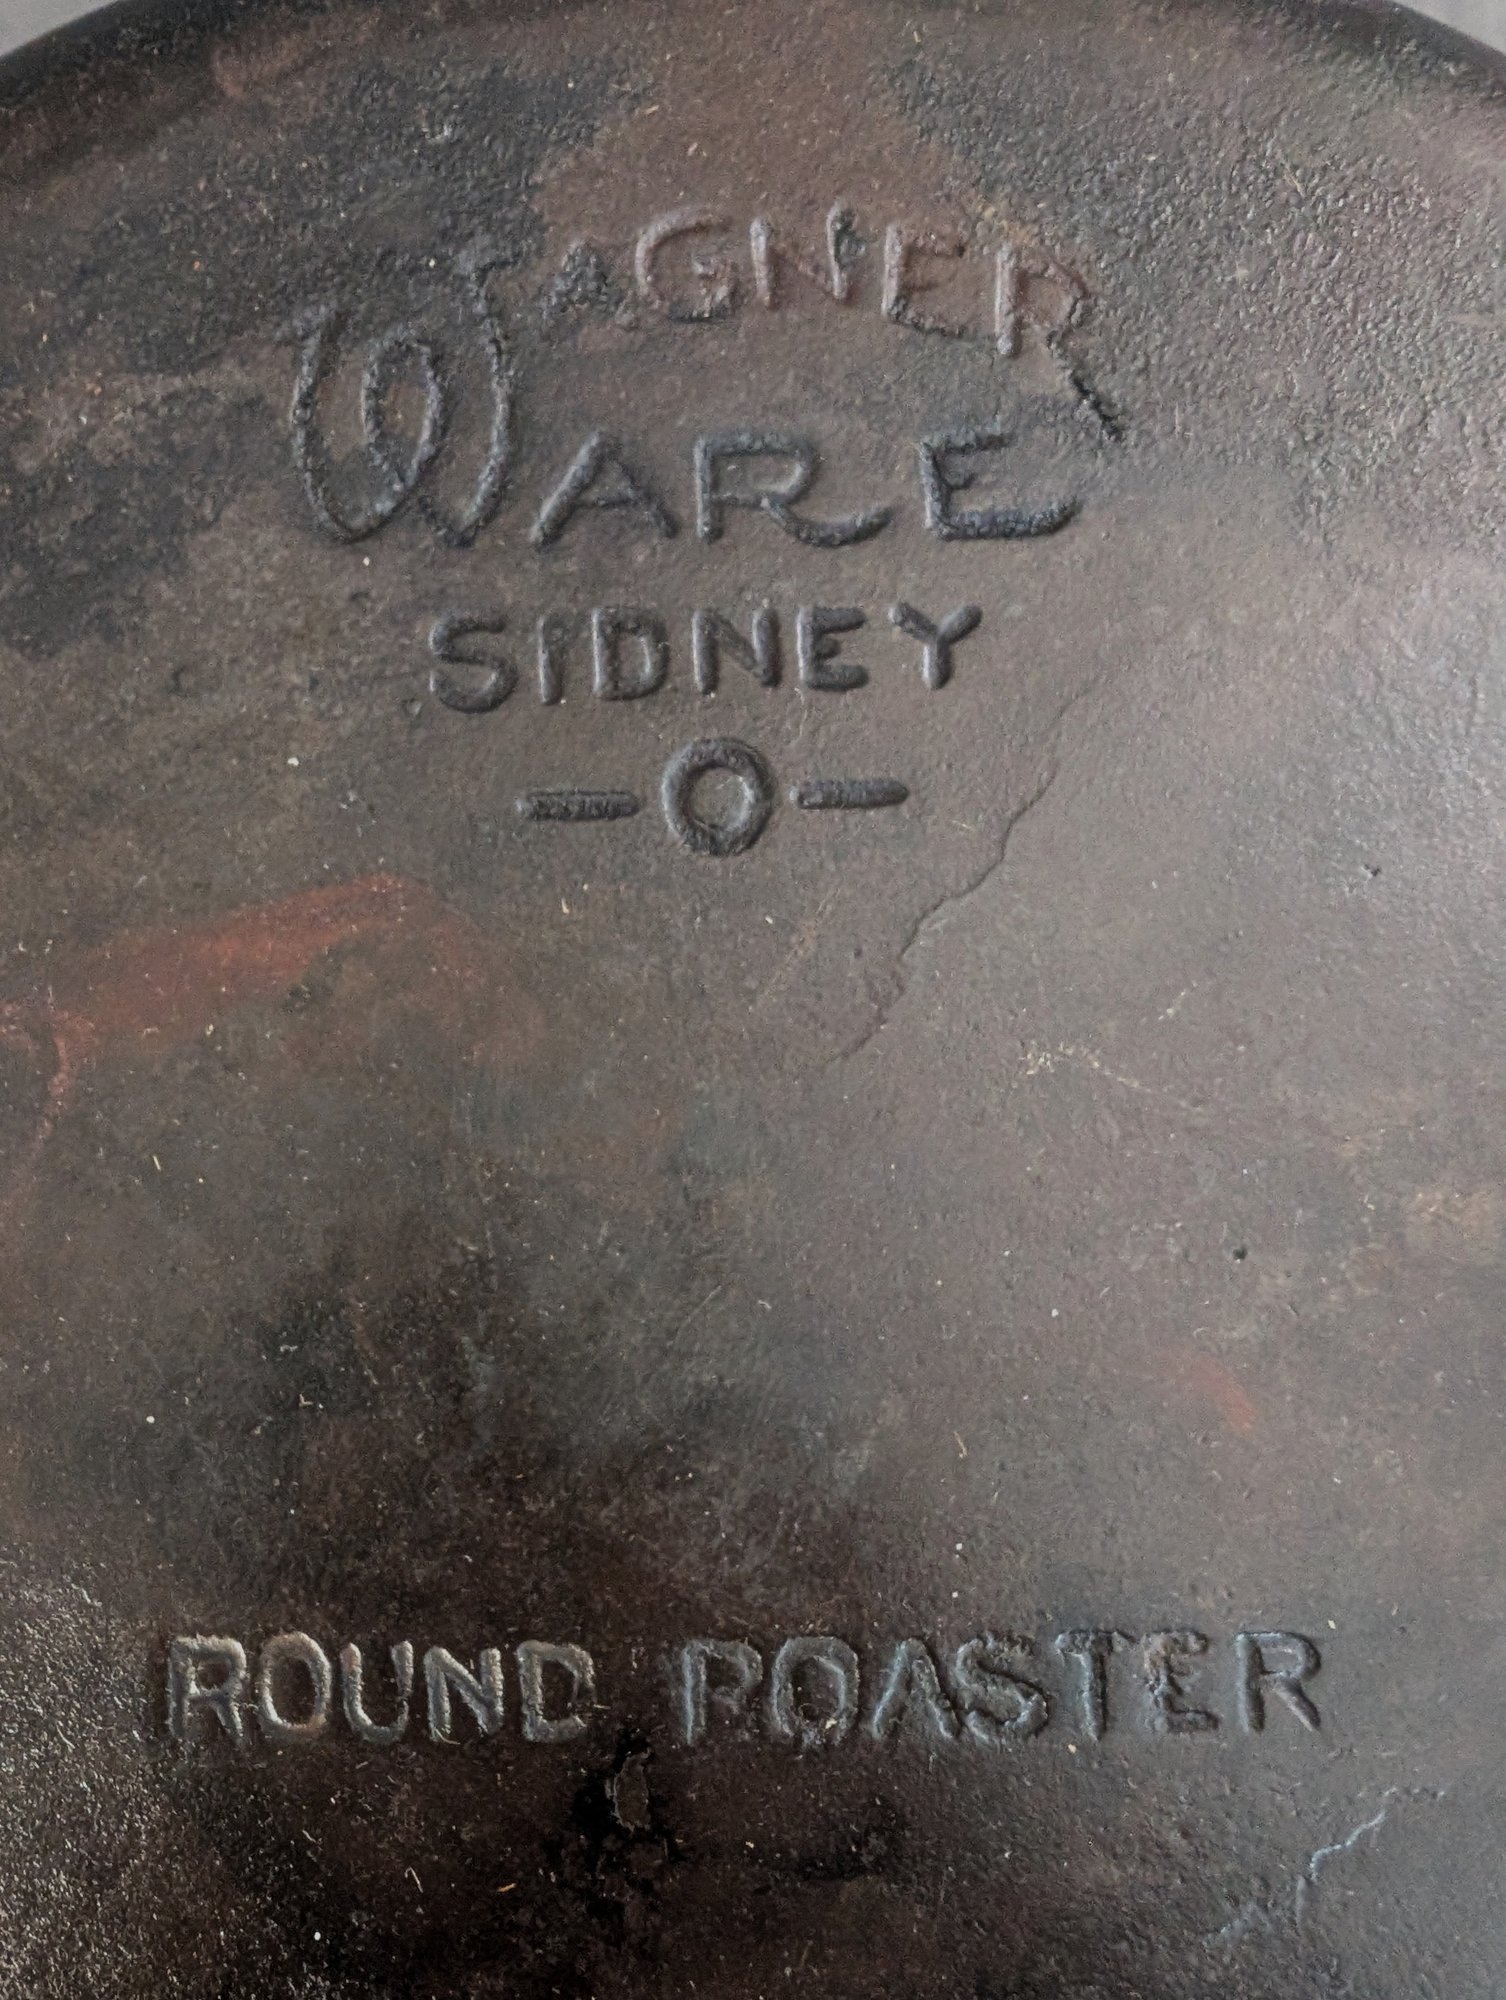 WAGNER
WARE
SIDNEY
-O-
ROUND ROASTER